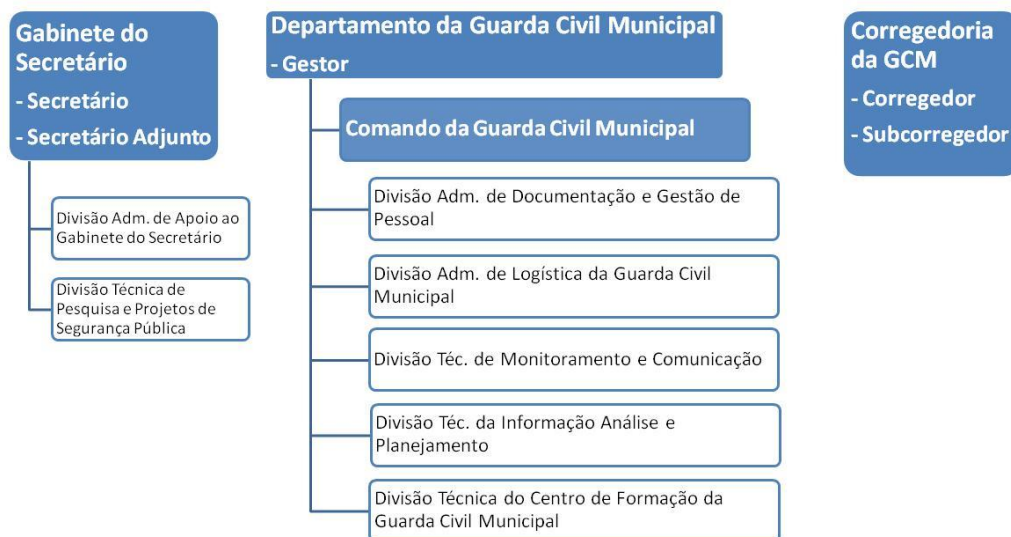 Gabinete do
Secretário
- Secretário
- Secretário Adjunto
Divisão Adm. de Apoio ao
Gabinete do Secretário
Divisão Técnica de
Pesquisa e Projetos de
Segurança Pública
Departamento da Guarda Civil Municipal
- Gestor
Comando da Guarda Civil Municipal
Divisão Adm. de Documentação e Gestão de
Pessoal
Divisão Adm. de Logística da Guarda Civil
Municipal
Divisão Téc. de Monitoramento e Comunicação
Divisão Téc. da Informação Análise e
Planejamento
Divisão Técnica do Centro de Formação da
Guarda Civil Municipal
Corregedoria
da GCM
- Corregedor
- Subcorregedor